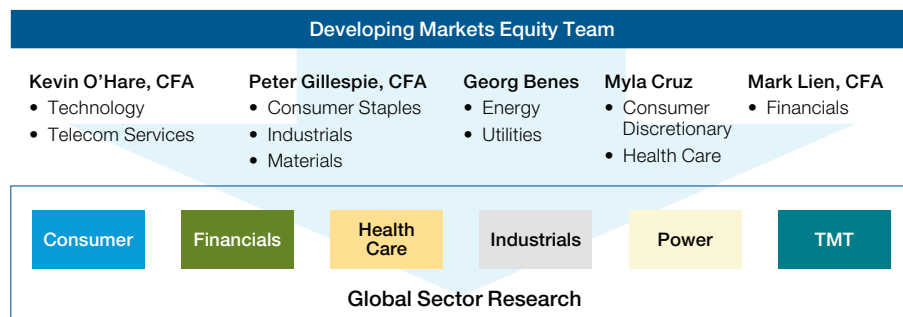 Developing Markets Equity Team
Kevin O’Hare, CFA
• Technology
• Telecom Services
Peter Gillespie, CFA
• Consumer Staples
• Industrials
• Materials
Georg Benes
• Energy
• Utilities
Myla Cruz
• Consumer
Discretionary
• Health Care
Mark Lien, CFA
• Financials
Consumer
Financials
Health
Care
Industrials
Power
TMT
Global Sector Research